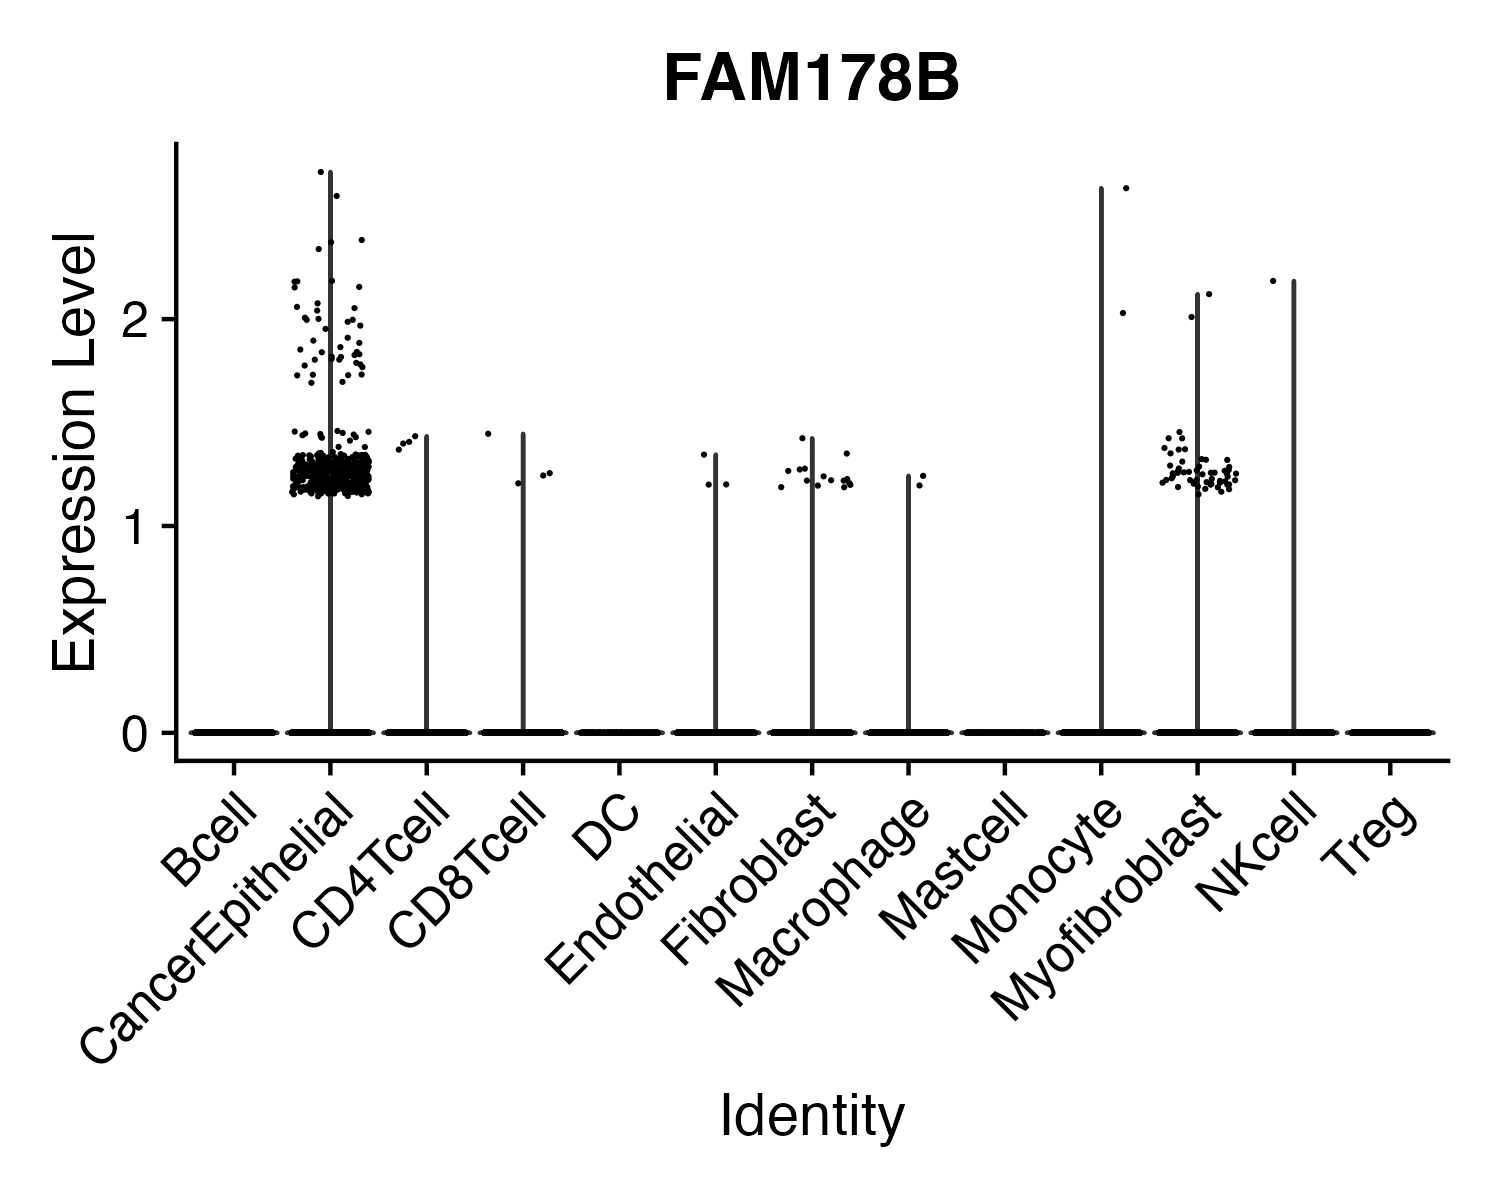 FAM178B
Expression Level
2
1
0
Bcell
CancerEpithelial
CD4Tcell
CD8Tcell
DC
Endothelial
Fibroblast
Macrophage
Mastcell
Monocyte
Myofibroblast
NKcell
Treg
Identity